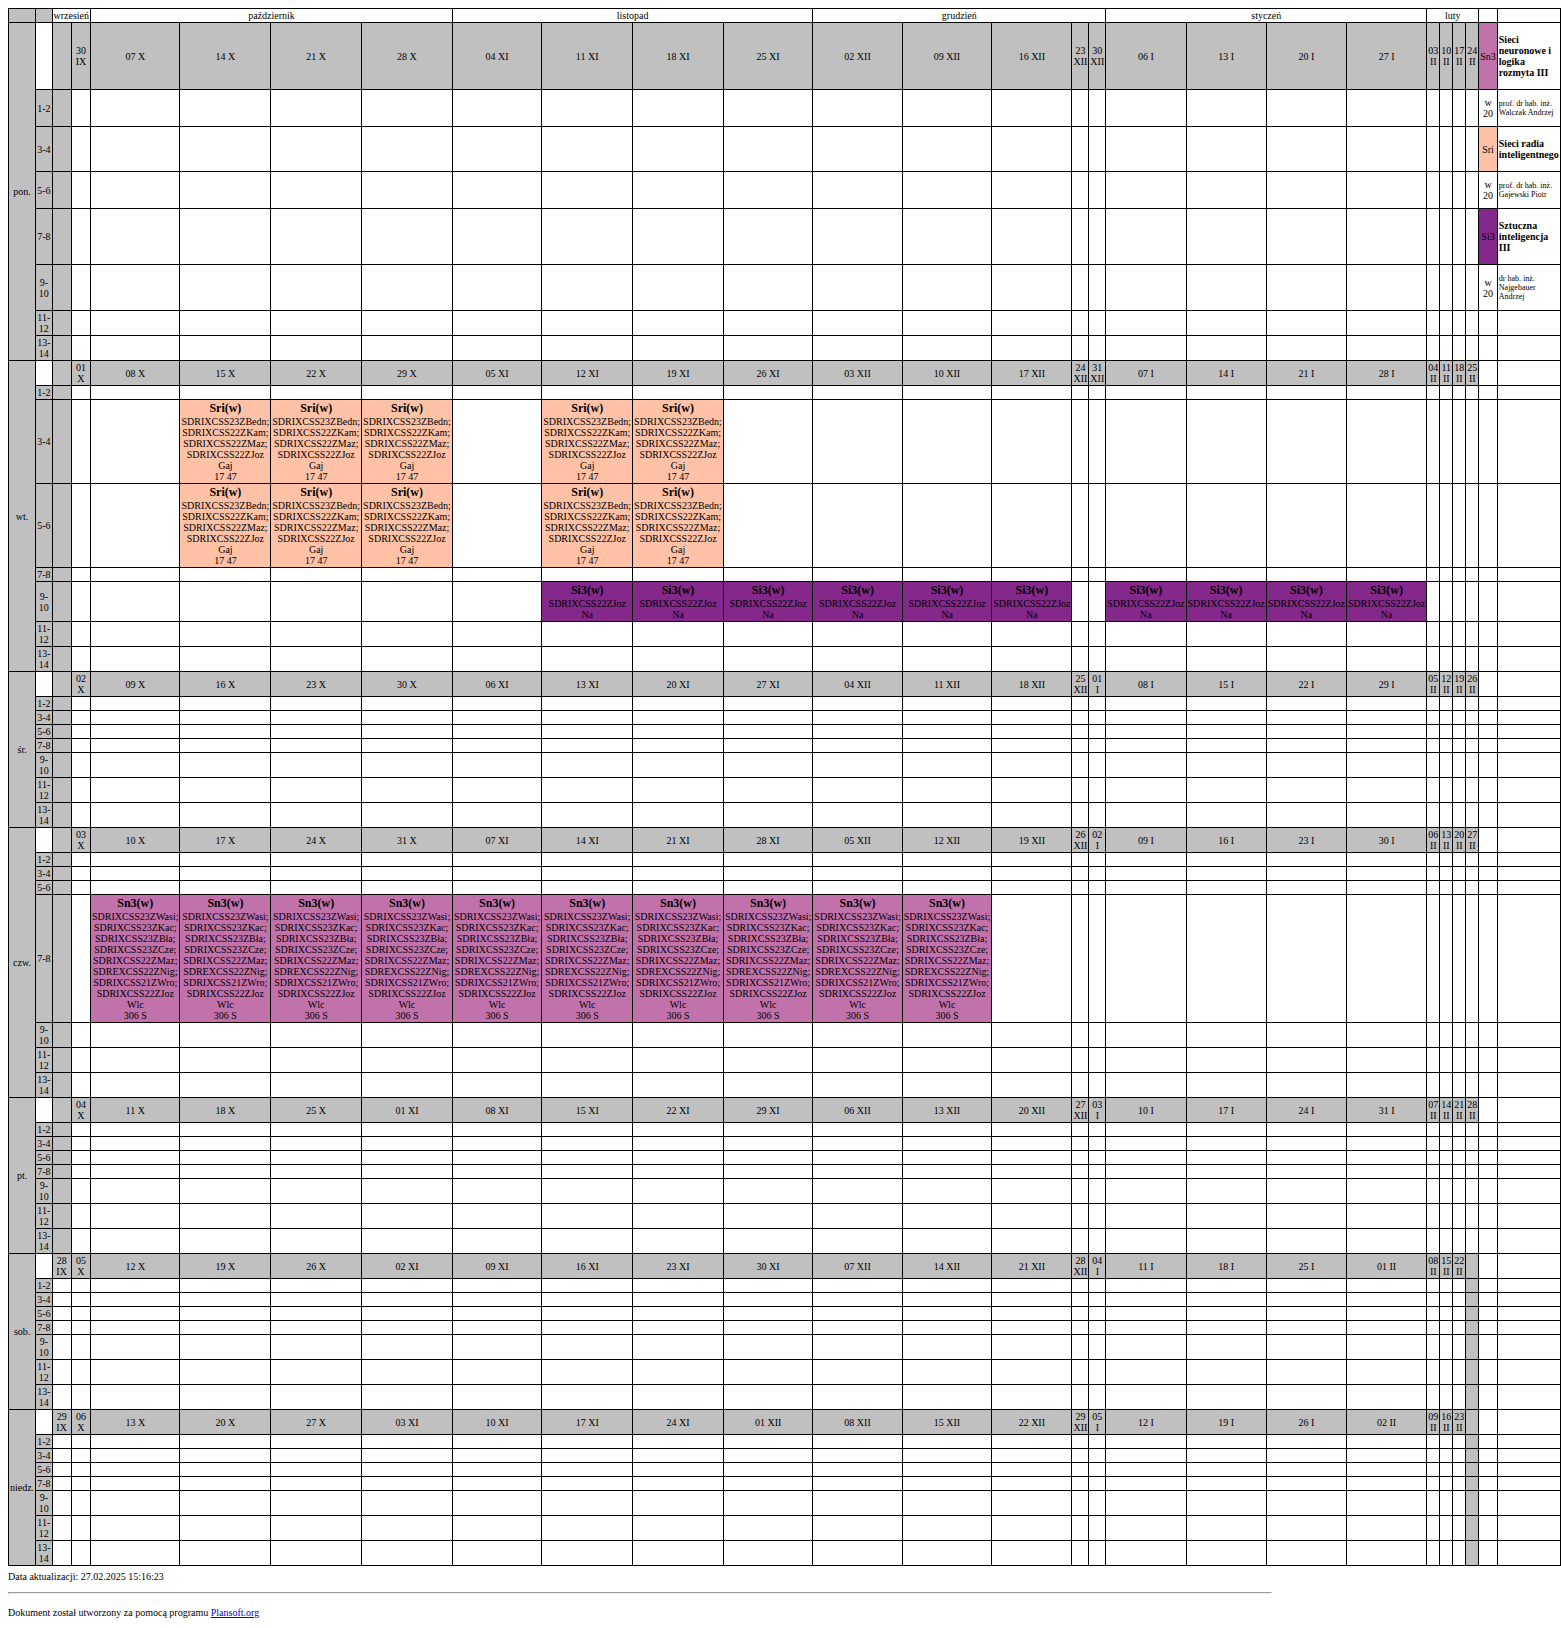 wrzesień październik listopad grudzień styczeń luty
pon. 30 IX 07 X 14 X 21 X 28 X 04 XI 11 XI 18 XI 25 XI 02 XII 09 XII 16 XII 23 XII 30 XII 06 I 13 I 20 I 27 I 03 II 10 II 17 II 24 II Sn3 Sieci neuronowe i logika rozmyta III
1-2 w 20 prof. dr hab. inż. Walczak Andrzej
3-4 Sri Sieci radia inteligentnego
5-6 w 20 prof. dr hab. inż. Gajewski Piotr
7-8 Si3 Sztuczna inteligencja III
9-10 w 20 dr hab. inż. Najgebauer Andrzej
11-12
13-14
wt. 01 X 08 X 15 X 22 X 29 X 05 XI 12 XI 19 XI 26 XI 03 XII 10 XII 17 XII 24 XII 31 XII 07 I 14 I 21 I 28 I 04 II 11 II 18 II 25 II
1-2
3-4 Sri(w) Sri(w) Sri(w) Sri(w) Sri(w)
SDRIXCSS23ZBedn; SDRIXCSS23ZBedn; SDRIXCSS23ZBedn; SDRIXCSS23ZBedn; SDRIXCSS23ZBedn;
SDRIXCSS22ZKam; SDRIXCSS22ZKam; SDRIXCSS22ZKam; SDRIXCSS22ZKam; SDRIXCSS22ZKam;
SDRIXCSS22ZMaz; SDRIXCSS22ZMaz; SDRIXCSS22ZMaz; SDRIXCSS22ZMaz; SDRIXCSS22ZMaz;
SDRIXCSS22ZJoz SDRIXCSS22ZJoz SDRIXCSS22ZJoz SDRIXCSS22ZJoz SDRIXCSS22ZJoz
Gaj Gaj Gaj Gaj Gaj
17 47 17 47 17 47 17 47 17 47
5-6 Sri(w) Sri(w) Sri(w) Sri(w) Sri(w)
SDRIXCSS23ZBedn; SDRIXCSS23ZBedn; SDRIXCSS23ZBedn; SDRIXCSS23ZBedn; SDRIXCSS23ZBedn;
SDRIXCSS22ZKam; SDRIXCSS22ZKam; SDRIXCSS22ZKam; SDRIXCSS22ZKam; SDRIXCSS22ZKam;
SDRIXCSS22ZMaz; SDRIXCSS22ZMaz; SDRIXCSS22ZMaz; SDRIXCSS22ZMaz; SDRIXCSS22ZMaz;
SDRIXCSS22ZJoz SDRIXCSS22ZJoz SDRIXCSS22ZJoz SDRIXCSS22ZJoz SDRIXCSS22ZJoz
Gaj Gaj Gaj Gaj Gaj
17 47 17 47 17 47 17 47 17 47
7-8
9-10 Si3(w) Si3(w) Si3(w) Si3(w) Si3(w) Si3(w) Si3(w) Si3(w) Si3(w) Si3(w)
SDRIXCSS22ZJoz SDRIXCSS22ZJoz SDRIXCSS22ZJoz SDRIXCSS22ZJoz SDRIXCSS22ZJoz SDRIXCSS22ZJoz SDRIXCSS22ZJoz SDRIXCSS22ZJoz SDRIXCSS22ZJoz SDRIXCSS22ZJoz
Na Na Na Na Na Na Na Na Na Na
11-12
13-14
śr. 02 X 09 X 16 X 23 X 30 X 06 XI 13 XI 20 XI 27 XI 04 XII 11 XII 18 XII 25 XII 01 I 08 I 15 I 22 I 29 I 05 II 12 II 19 II 26 II
1-2
3-4
5-6
7-8
9-10
11-12
13-14
czw. 03 X 10 X 17 X 24 X 31 X 07 XI 14 XI 21 XI 28 XI 05 XII 12 XII 19 XII 26 XII 02 I 09 I 16 I 23 I 30 I 06 II 13 II 20 II 27 II
1-2
3-4
5-6
7-8 Sn3(w) Sn3(w) Sn3(w) Sn3(w) Sn3(w) Sn3(w) Sn3(w) Sn3(w) Sn3(w) Sn3(w)
SDRIXCSS23ZWasi; SDRIXCSS23ZWasi; SDRIXCSS23ZWasi; SDRIXCSS23ZWasi; SDRIXCSS23ZWasi; SDRIXCSS23ZWasi; SDRIXCSS23ZWasi; SDRIXCSS23ZWasi; SDRIXCSS23ZWasi; SDRIXCSS23ZWasi;
SDRIXCSS23ZKac; SDRIXCSS23ZKac; SDRIXCSS23ZKac; SDRIXCSS23ZKac; SDRIXCSS23ZKac; SDRIXCSS23ZKac; SDRIXCSS23ZKac; SDRIXCSS23ZKac; SDRIXCSS23ZKac; SDRIXCSS23ZKac;
SDRIXCSS23ZBła; SDRIXCSS23ZBła; SDRIXCSS23ZBła; SDRIXCSS23ZBła; SDRIXCSS23ZBła; SDRIXCSS23ZBła; SDRIXCSS23ZBła; SDRIXCSS23ZBła; SDRIXCSS23ZBła; SDRIXCSS23ZBła;
SDRIXCSS23ZCze; SDRIXCSS23ZCze; SDRIXCSS23ZCze; SDRIXCSS23ZCze; SDRIXCSS23ZCze; SDRIXCSS23ZCze; SDRIXCSS23ZCze; SDRIXCSS23ZCze; SDRIXCSS23ZCze; SDRIXCSS23ZCze;
SDRIXCSS22ZMaz; SDRIXCSS22ZMaz; SDRIXCSS22ZMaz; SDRIXCSS22ZMaz; SDRIXCSS22ZMaz; SDRIXCSS22ZMaz; SDRIXCSS22ZMaz; SDRIXCSS22ZMaz; SDRIXCSS22ZMaz; SDRIXCSS22ZMaz;
SDREXCSS22ZNig; SDREXCSS22ZNig; SDREXCSS22ZNig; SDREXCSS22ZNig; SDREXCSS22ZNig; SDREXCSS22ZNig; SDREXCSS22ZNig; SDREXCSS22ZNig; SDREXCSS22ZNig; SDREXCSS22ZNig;
SDRIXCSS21ZWro; SDRIXCSS21ZWro; SDRIXCSS21ZWro; SDRIXCSS21ZWro; SDRIXCSS21ZWro; SDRIXCSS21ZWro; SDRIXCSS21ZWro; SDRIXCSS21ZWro; SDRIXCSS21ZWro; SDRIXCSS21ZWro;
SDRIXCSS22ZJoz SDRIXCSS22ZJoz SDRIXCSS22ZJoz SDRIXCSS22ZJoz SDRIXCSS22ZJoz SDRIXCSS22ZJoz SDRIXCSS22ZJoz SDRIXCSS22ZJoz SDRIXCSS22ZJoz SDRIXCSS22ZJoz
Wlc Wlc Wlc Wlc Wlc Wlc Wlc Wlc Wlc Wlc
306 S 306 S 306 S 306 S 306 S 306 S 306 S 306 S 306 S 306 S
9-10
11-12
13-14
pt. 04 X 11 X 18 X 25 X 01 XI 08 XI 15 XI 22 XI 29 XI 06 XII 13 XII 20 XII 27 XII 03 I 10 I 17 I 24 I 31 I 07 II 14 II 21 II 28 II
1-2
3-4
5-6
7-8
9-10
11-12
13-14
sob. 28 IX 05 X 12 X 19 X 26 X 02 XI 09 XI 16 XI 23 XI 30 XI 07 XII 14 XII 21 XII 28 XII 04 I 11 I 18 I 25 I 01 II 08 II 15 II 22 II
1-2
3-4
5-6
7-8
9-10
11-12
13-14
niedz. 29 IX 06 X 13 X 20 X 27 X 03 XI 10 XI 17 XI 24 XI 01 XII 08 XII 15 XII 22 XII 29 XII 05 I 12 I 19 I 26 I 02 II 09 II 16 II 23 II
1-2
3-4
5-6
7-8
9-10
11-12
13-14
Data aktualizacji: 27.02.2025 15:16:23
Dokument został utworzony za pomocą programu Plansoft.org